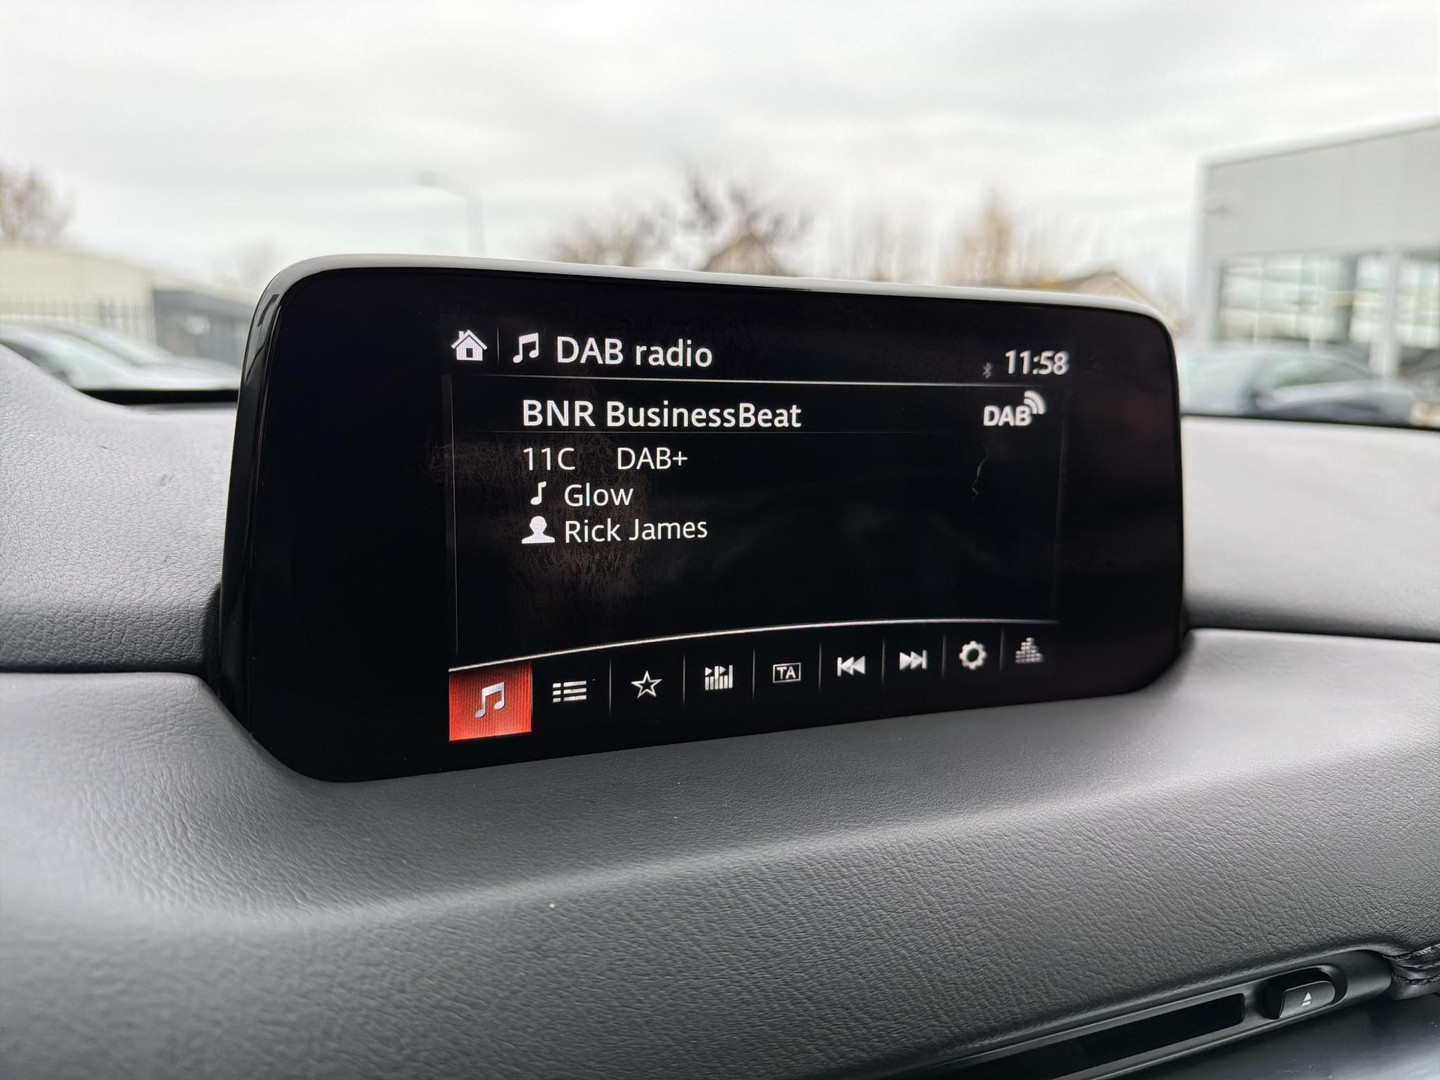 DAB radio
11:58
BNR BusinessBeat
DAB
11C DAB+
Glow
Rick James
TA